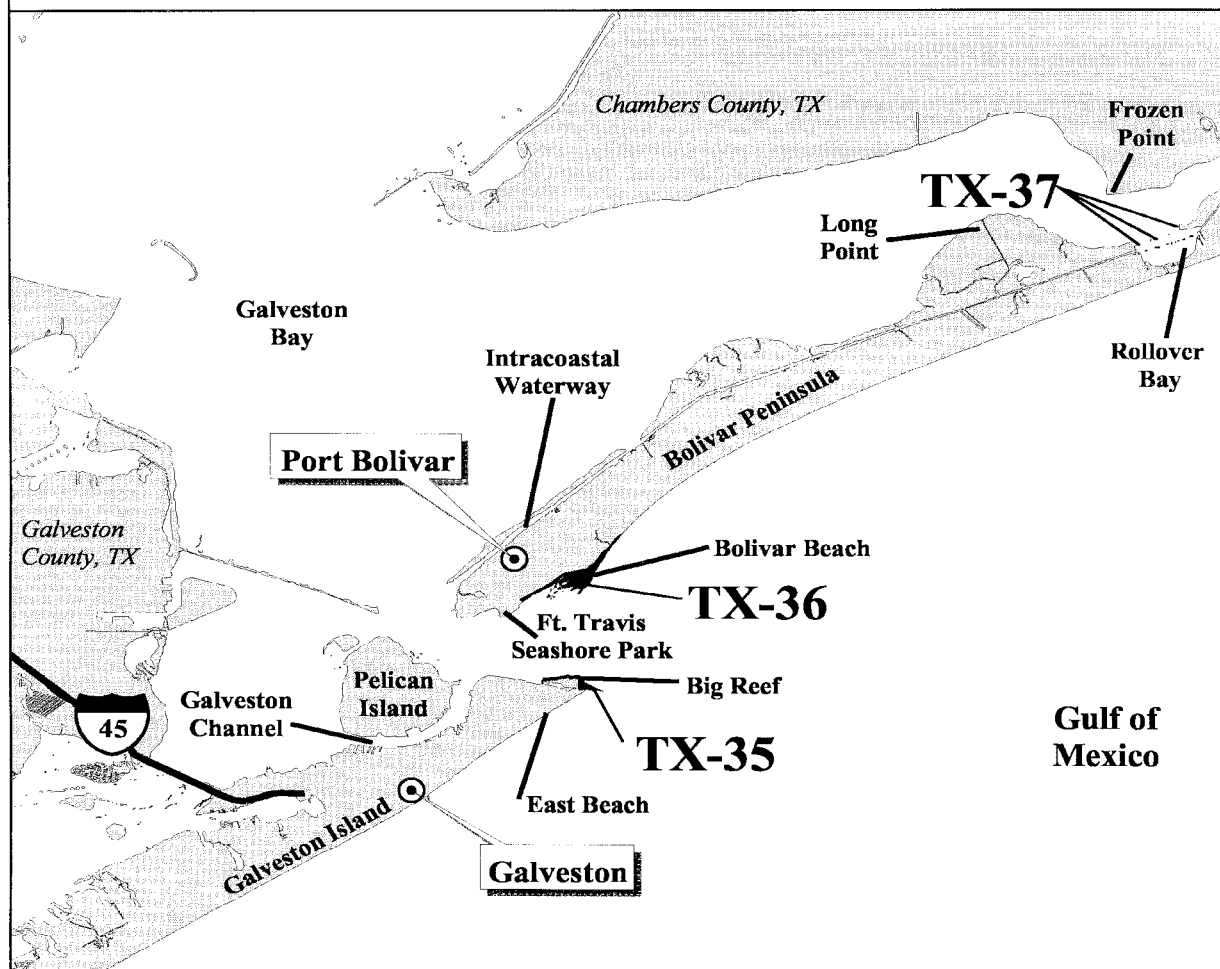 Chambers County, TX
Frozen
Point
TX-37
Long
Point
Galveston
Bay
Rollover
Bay
Intracoastal
Waterway
Bolivar Peninsula
Port Bolivar
Galveston
County, TX
Bolivar Beach
TX-36
Ft. Travis
Seashore Park
Big Reef
Pelican
Island
Galveston
Channel
45
Gulf of
Mexico
TX-35
East Beach
Galveston Island
Galveston